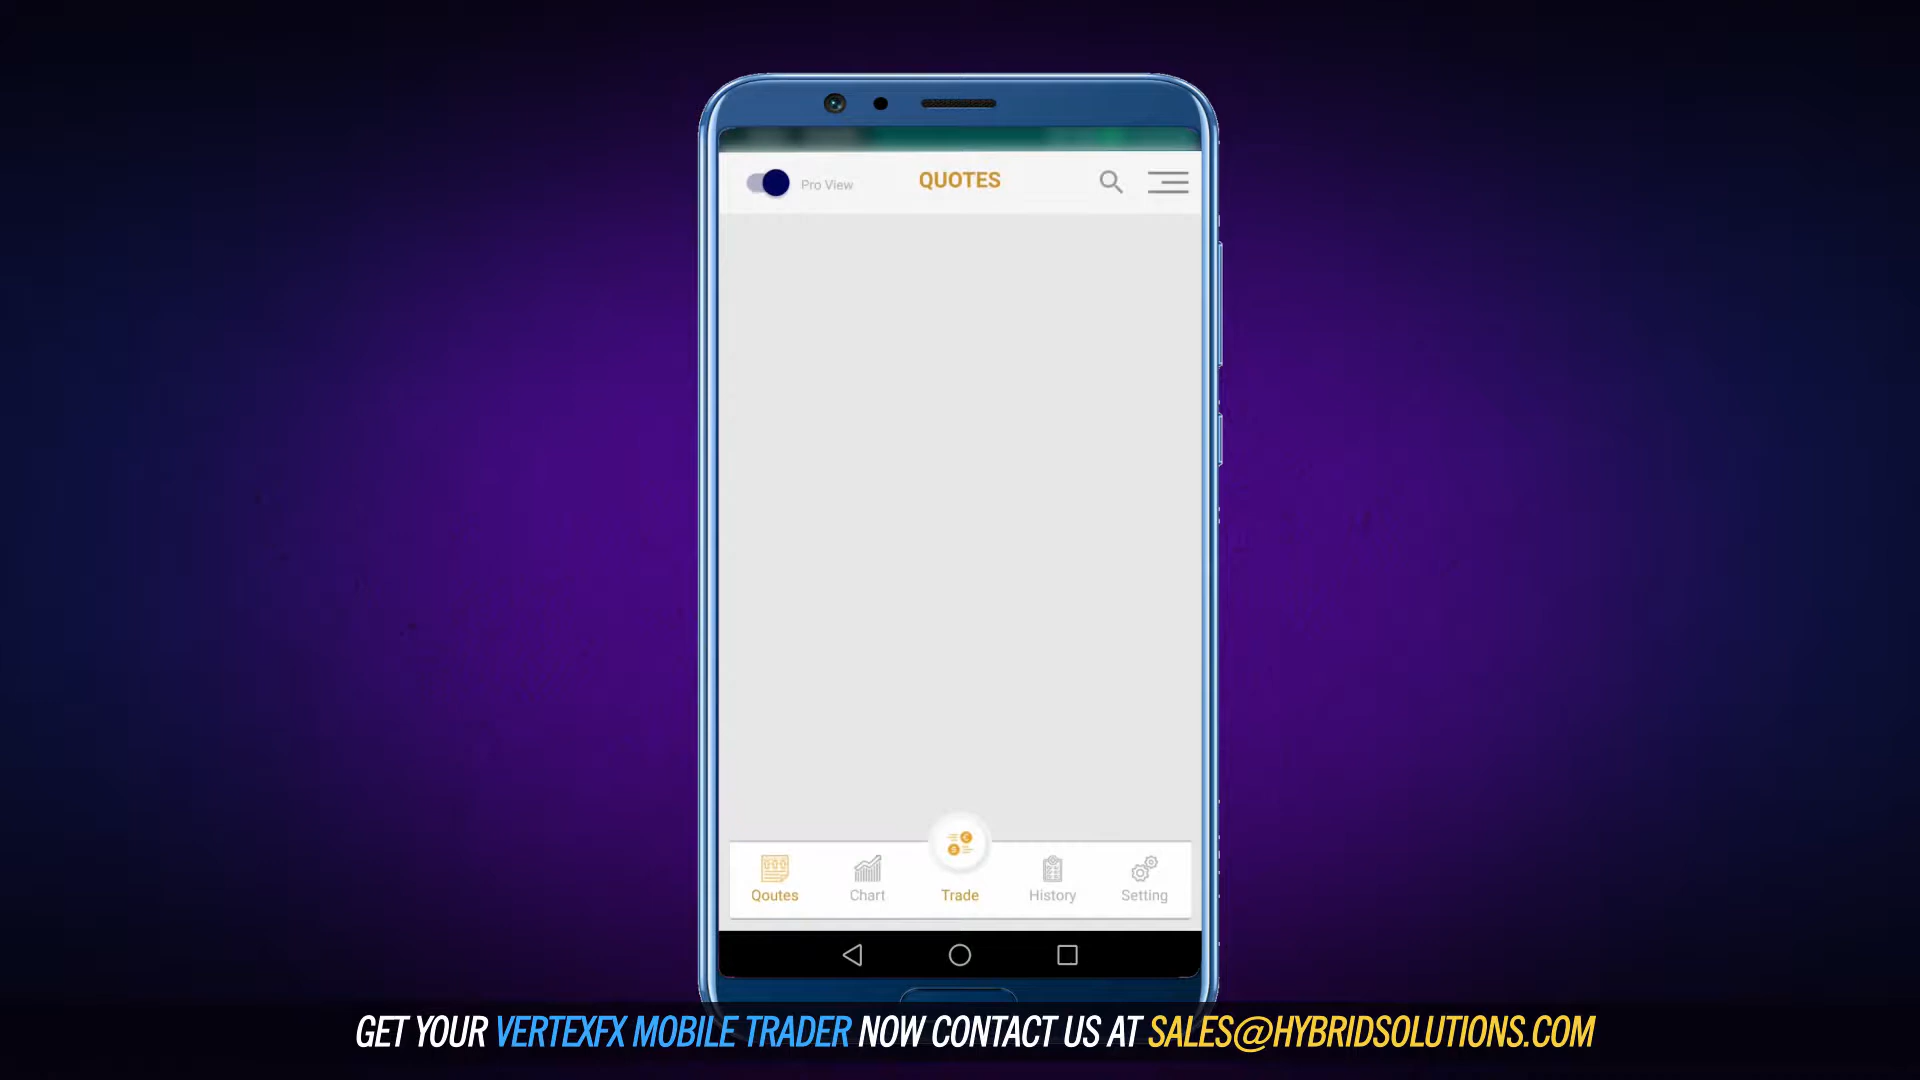 Pro View
QUOTES
Qoutes
Chart
Trade
History
Setting
GET YOUR VERTEXFX MOBILE TRADER NOW CONTACT US AT SALES@HYBRIDSOLUTIONS.COM